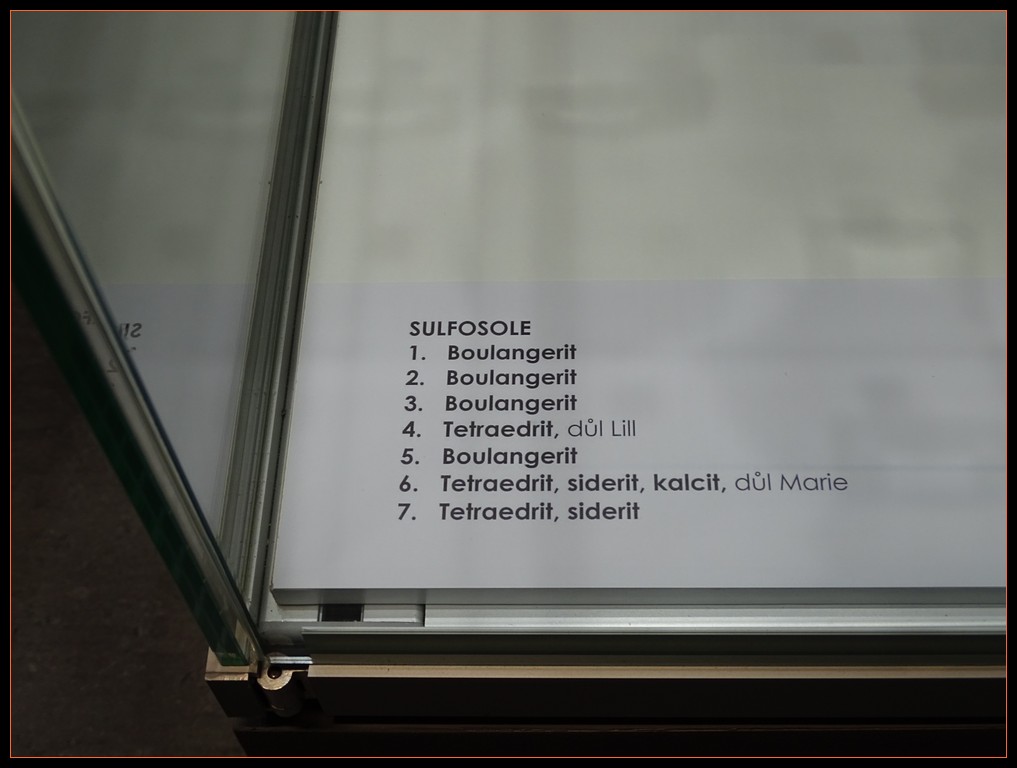 SULFOSOLE
1. Boulangerit
2. Boulangerit
3. Boulangerit
4. Tetraedrit, důl Lill
5. Boulangerit
6. Tetraedrit, siderit, kalcit, důl Marie
7. Tetraedrit, siderit